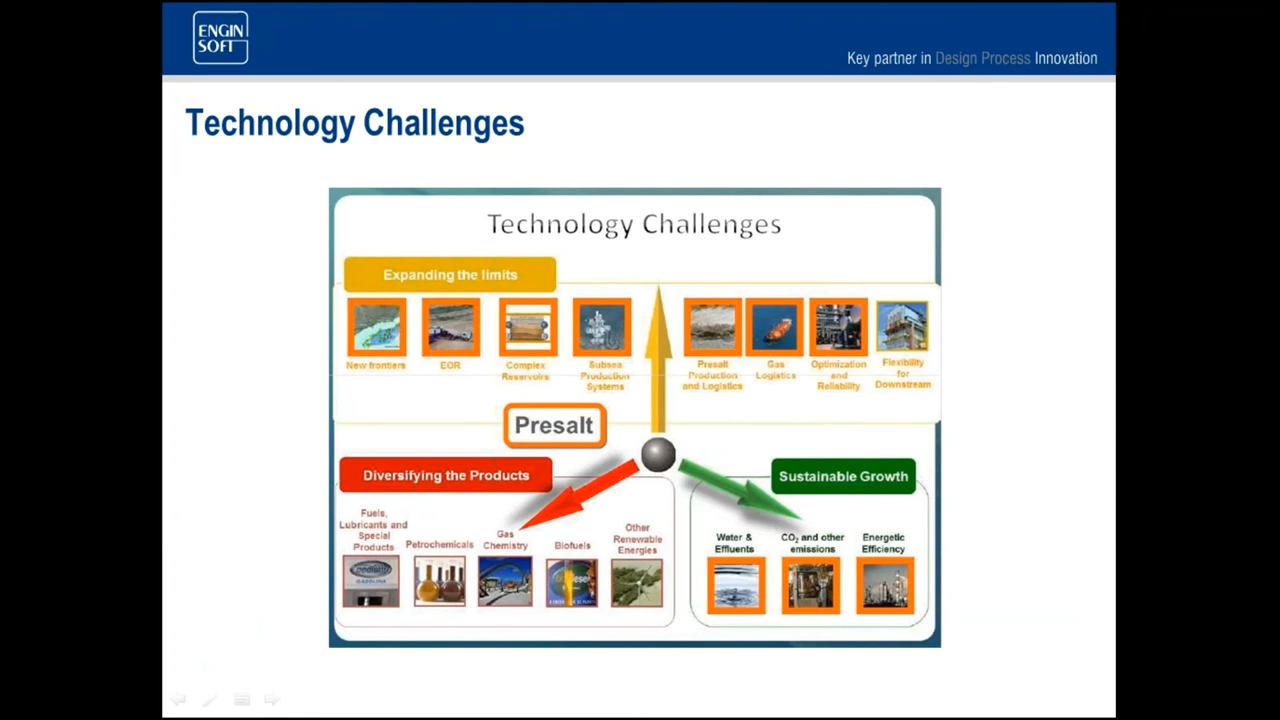 ENGIN
SOFT
Key partner in Design Process Innovation
Technology Challenges
Technology Challenges
Expanding the limits
New frontiers
EOR
Complex
Reservoirs
Subsea
Production
Systems
Presalt
Production
and Logistics
Gas
Logistics
Optimization
and
Reliability
Flexibility
for
Downstream
Presalt
Diversifying the Products
Fuels,
Lubricants and
Special
Products
Petrochemicals
Gas
Chemistry
Biofuels
Other
Renewable
Energies
Sustainable Growth
Water &
Effluents
CO₂ and other
emissions
Energetic
Efficiency